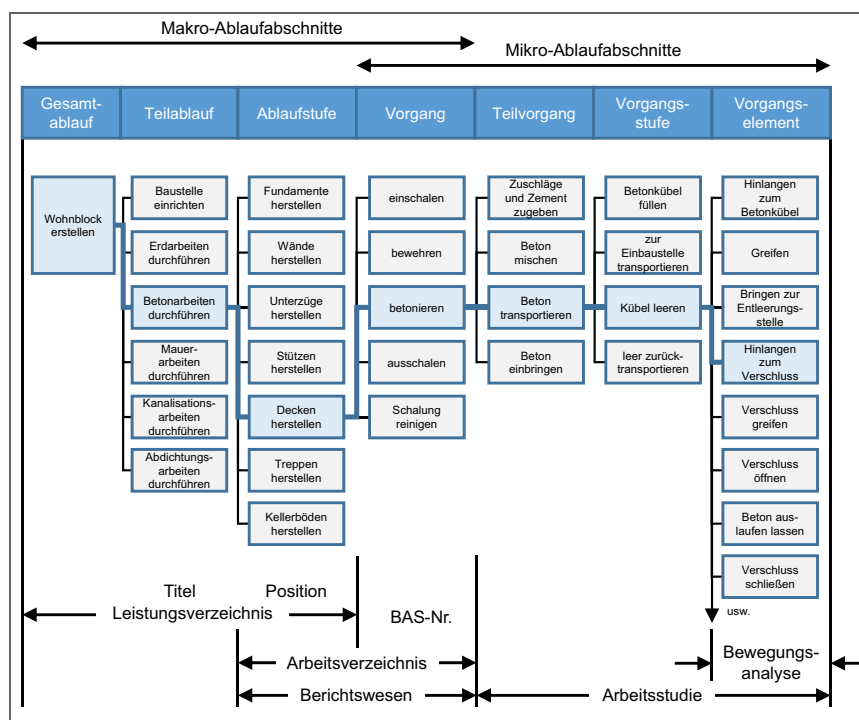 Makro-Ablaufabschnitte
Mikro-Ablaufabschnitte
Gesamt-
ablauf
Teilablauf
Ablaufstufe
Vorgang
Teilvorgang
Vorgangs-
stufe
Vorgangs-
element
Wohnblock
erstellen
Baustelle
einrichten
Erdarbeiten
durchführen
Betonarbeiten
durchführen
Mauer-
arbeiten
durchführen
Kanalisations-
arbeiten
durchführen
Abdichtungs-
arbeiten
durchführen
Fundamente
herstellen
Wände
herstellen
Unterzüge
herstellen
Stützen
herstellen
Decken
herstellen
Treppen
herstellen
Kellerböden
herstellen
einschalen
bewehren
betonieren
ausschalen
Schalung
reinigen
Zuschläge
und Zement
zugeben
Beton
mischen
Beton
transportieren
Beton
einbringen
Betonkübel
füllen
zur
Einbaustelle
transportieren
Kübel leeren
leer zurück-
transportieren
Hinlangen
zum
Betonkübel
Greifen
Bringen zur
Entleerungs-
stelle
Hinlangen
zum
Verschluss
Verschluss
greifen
Verschluss
öffnen
Beton aus-
laufen lassen
Verschluss
schließen
usw.
Titel
Position
Leistungsverzeichnis
BAS-Nr.
Arbeitsverzeichnis
Bewegungs-
analyse
Berichtswesen
Arbeitsstudie